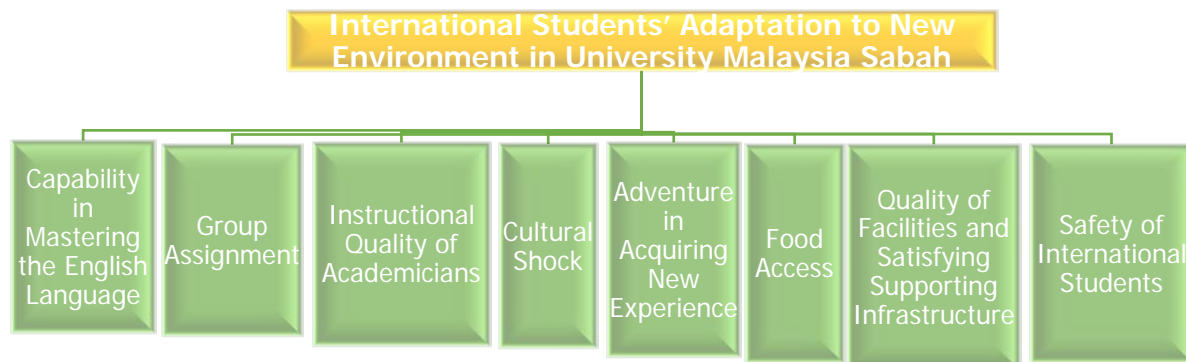 International Students’ Adaptation to New
Environment in University Malaysia Sabah
Capability
in
Mastering
the English
Language
Group
Assignment
Instructional
Quality of
Academicians
Cultural
Shock
Adventure
in
Acquiring
New
Experience
Food
Access
Quality of
Facilities and
Satisfying
Supporting
Infrastructure
Safety of
International
Students